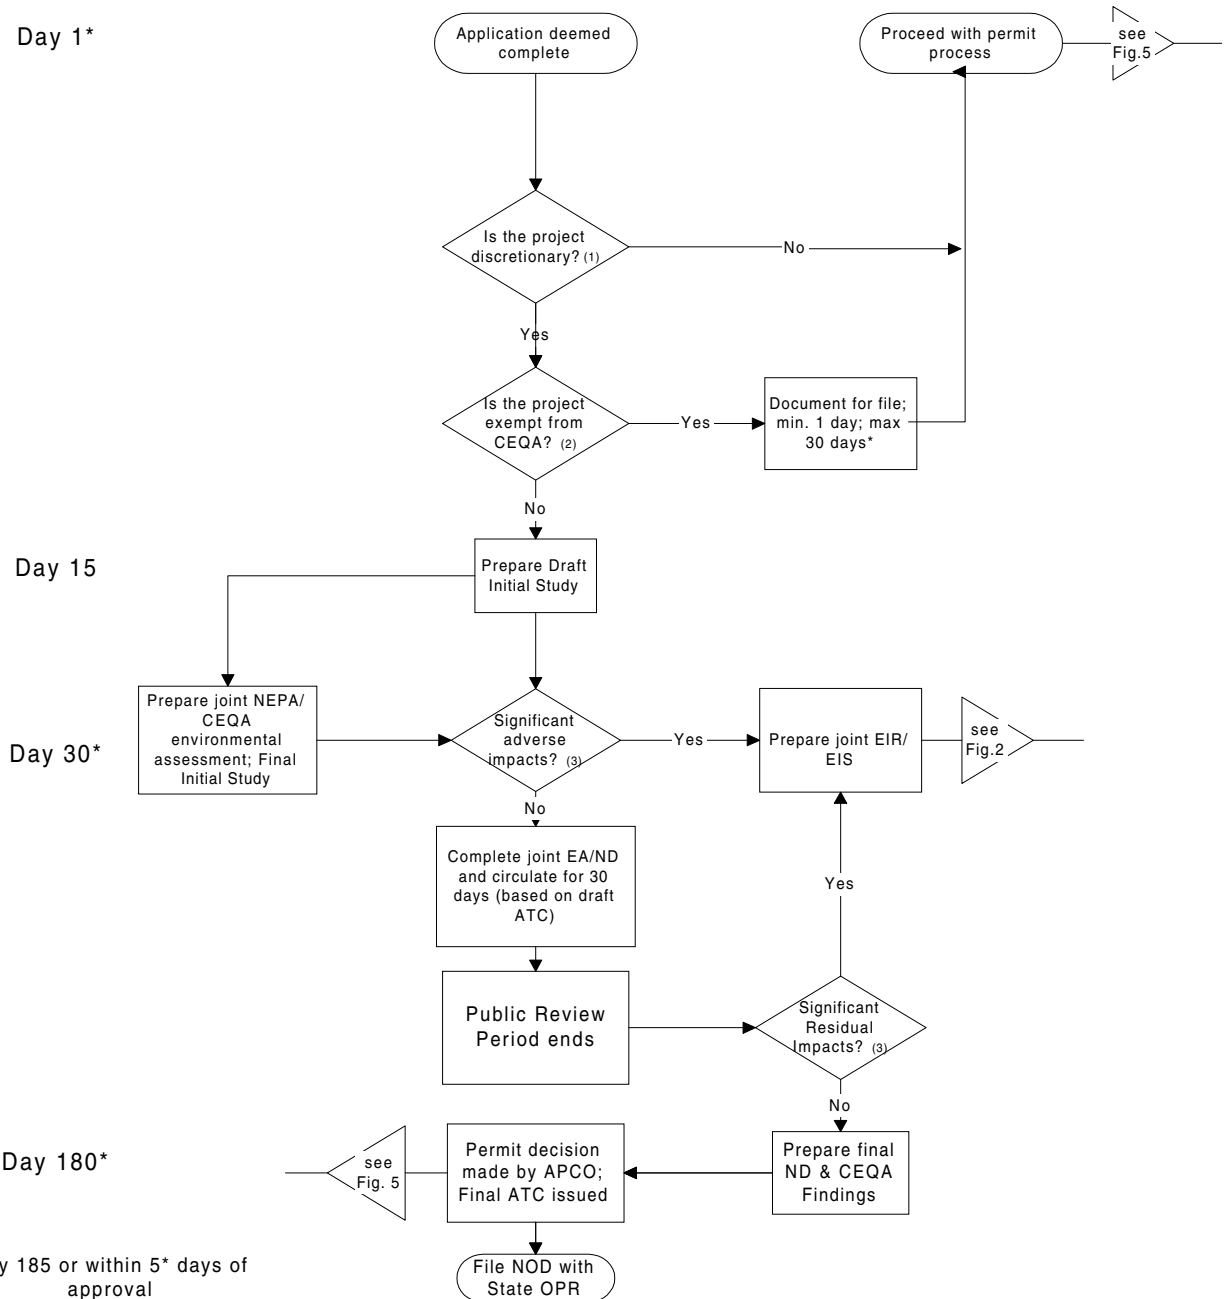 Day 1*
Application deemed
complete
Proceed with permit
process
see
Fig.5
Is the project
discretionary? (1)
No
Yes
Is the project
exempt from
CEQA? (2)
Yes
Document for file;
min. 1 day; max
30 days*
No
Day 15
Prepare Draft
Initial Study
Prepare joint NEPA/
CEQA
environmental
assessment; Final
Initial Study
Day 30*
Significant
adverse
impacts? (3)
Yes
Prepare joint EIR/
EIS
see
Fig.2
No
Complete joint EA/ND
and circulate for 30
days (based on draft
ATC)
Yes
Public Review
Period ends
Significant
Residual
Impacts? (3)
No
Day 180*
see
Fig. 5
Permit decision
made by APCO;
Final ATC issued
Prepare final
ND & CEQA
Findings
y 185 or within 5* days of
approval
File NOD with
State OPR